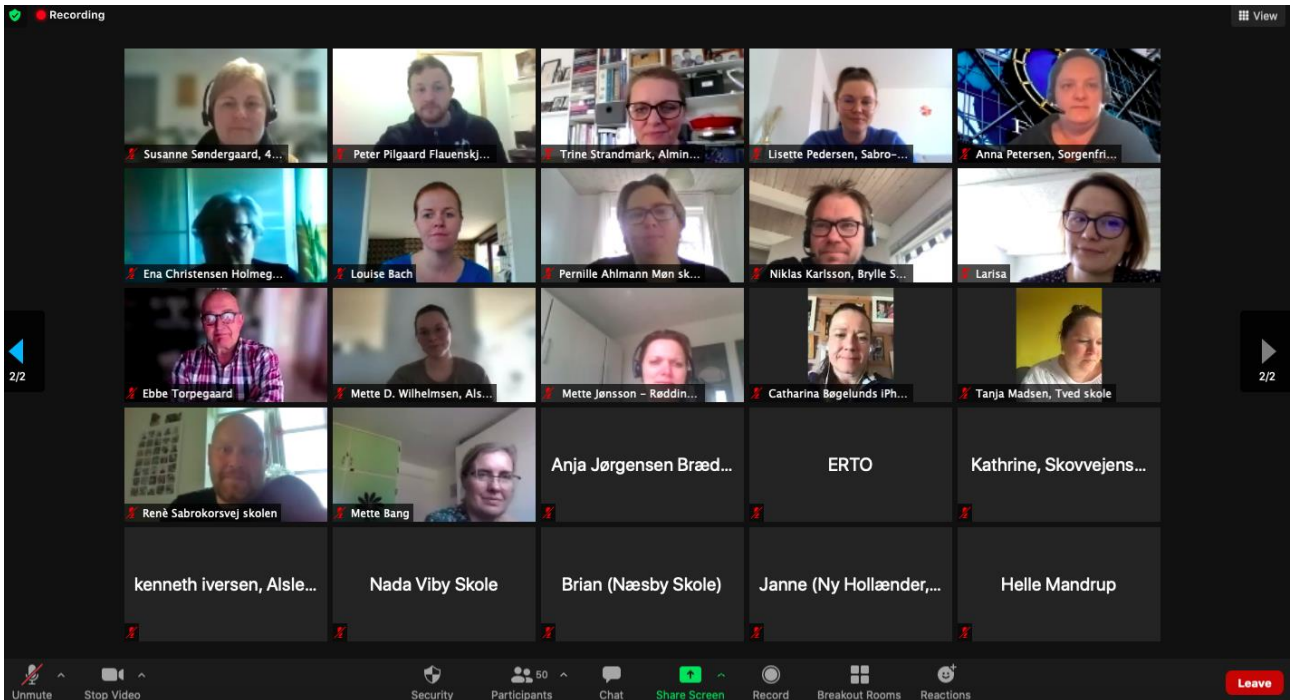 Recording
View
Susanne Søndergaard, 4...
Peter Pilgaard Flauenskj...
Trine Strandmark, Almin...
Lisette Pedersen, Sabro-...
Anna Petersen, Sorgenfri...
Ena Christensen Holmeg...
Louise Bach
Pernille Ahlmann Møn sk...
Niklas Karlsson, Brylle S...
Larisa
2/2
2/2
Ebbe Torpegaard
Mette D. Wilhelmsen, Als...
Mette Jønsson - Røddin...
Catharina Bøgelunds iPh...
Tanja Madsen, Tved skole
Renè Sabrokorsvej skolen
Mette Bang
Anja Jørgensen Bræd...
ERTO
Kathrine, Skovvejens...
kenneth iversen, Alsle...
Nada Viby Skole
Brian (Næsby Skole)
Janne (Ny Hollænder,...
Helle Mandrup
Unmute
Stop Video
Security
50
Participants
Chat
Share Screen
Record
Breakout Rooms
Reactions
Leave